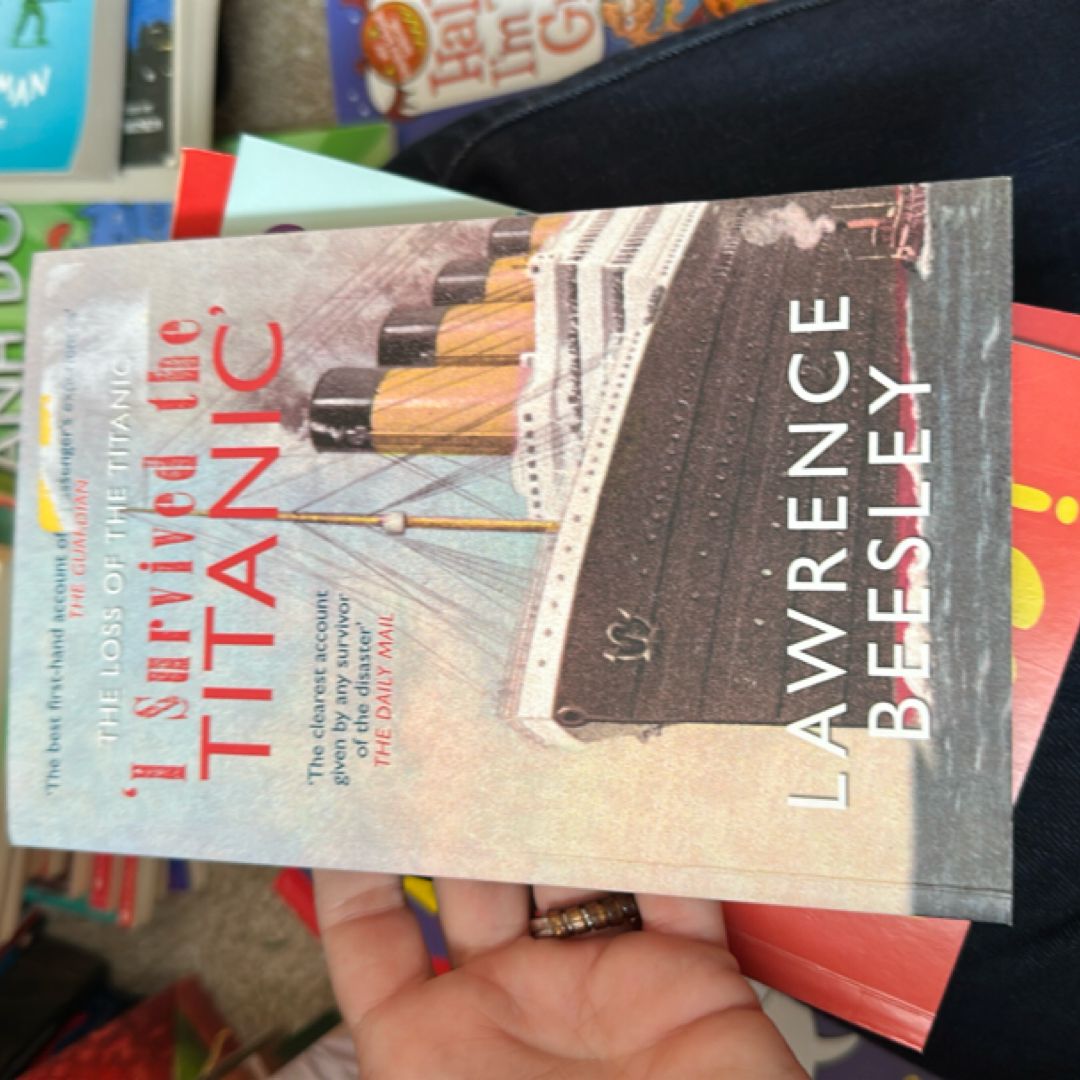 'The best first-hand account of passenger's experience'
THE GUARDIAN
THE LOSS OF THE TITANIC
'I Survived the
TITANIC'
'The clearest account
given by any survivor
of the disaster'
THE DAILY MAIL
LAWRENCE
BEESLEY
I'm
MAN